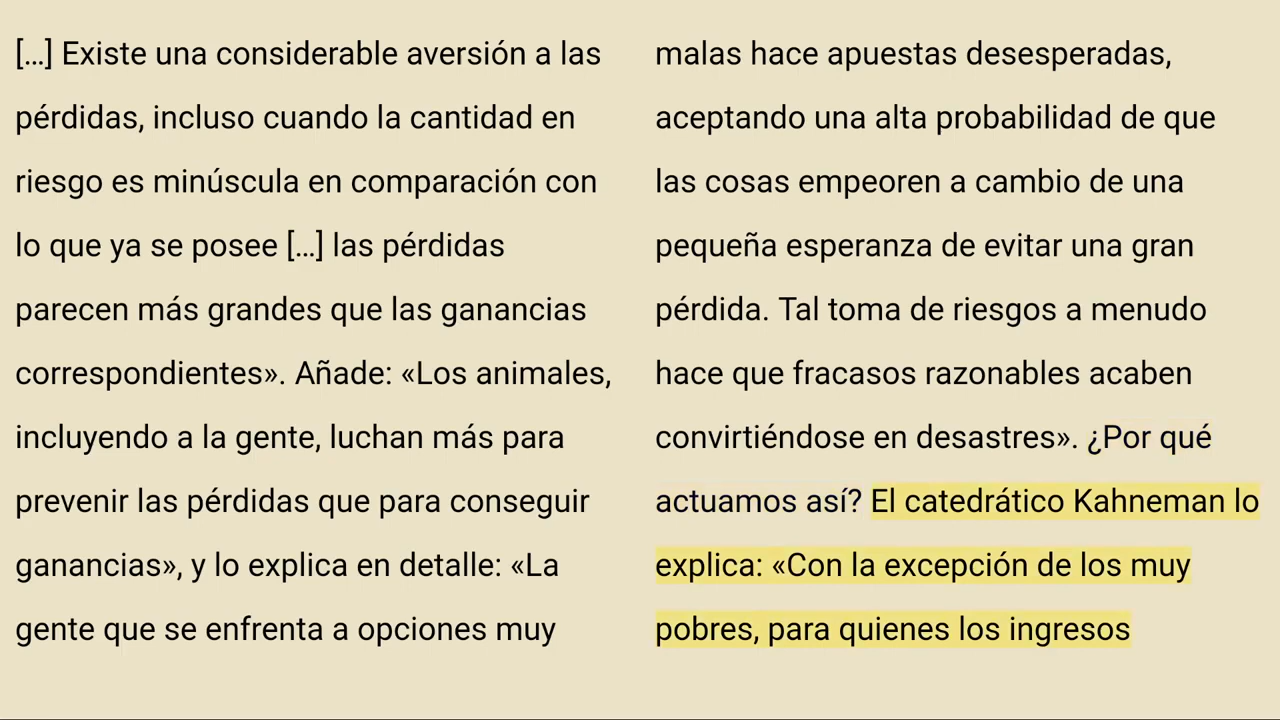 [...] Existe una considerable aversión a las
pérdidas, incluso cuando la cantidad en
riesgo es minúscula en comparación con
lo que ya se posee [...] las pérdidas
parecen más grandes que las ganancias
correspondientes». Añade: «Los animales,
incluyendo a la gente, luchan más para
prevenir las pérdidas que para conseguir
ganancias», y lo explica en detalle: «La
gente que se enfrenta a opciones muy
malas hace apuestas desesperadas,
aceptando una alta probabilidad de que
las cosas empeoren a cambio de una
pequeña esperanza de evitar una gran
pérdida. Tal toma de riesgos a menudo
hace que fracasos razonables acaben
convirtiéndose en desastres». ¿Por qué
actuamos así? El catedrático Kahneman lo
explica: «Con la excepción de los muy
pobres, para quienes los ingresos